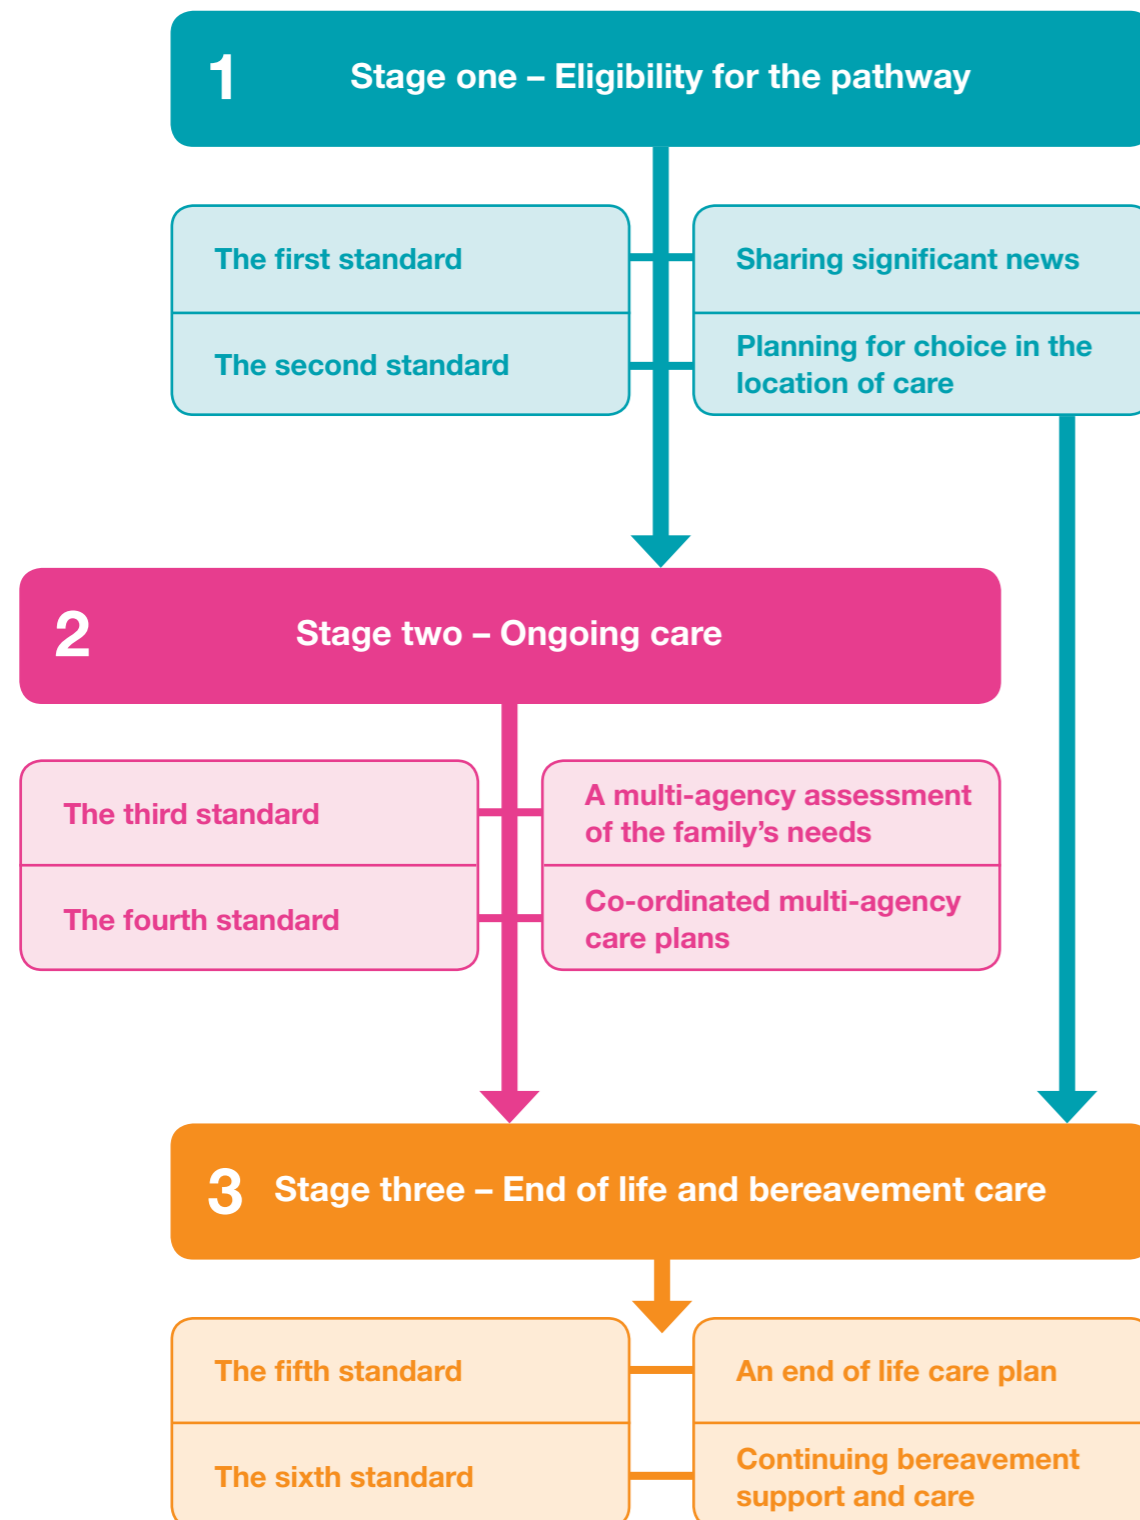 1
Stage one – Eligibility for the pathway
The first standard
Sharing significant news
The second standard
Planning for choice in the
location of care
2
Stage two – Ongoing care
The third standard
A multi-agency assessment
of the family’s needs
The fourth standard
Co-ordinated multi-agency
care plans
3
Stage three – End of life and bereavement care
The fifth standard
An end of life care plan
The sixth standard
Continuing bereavement
support and care